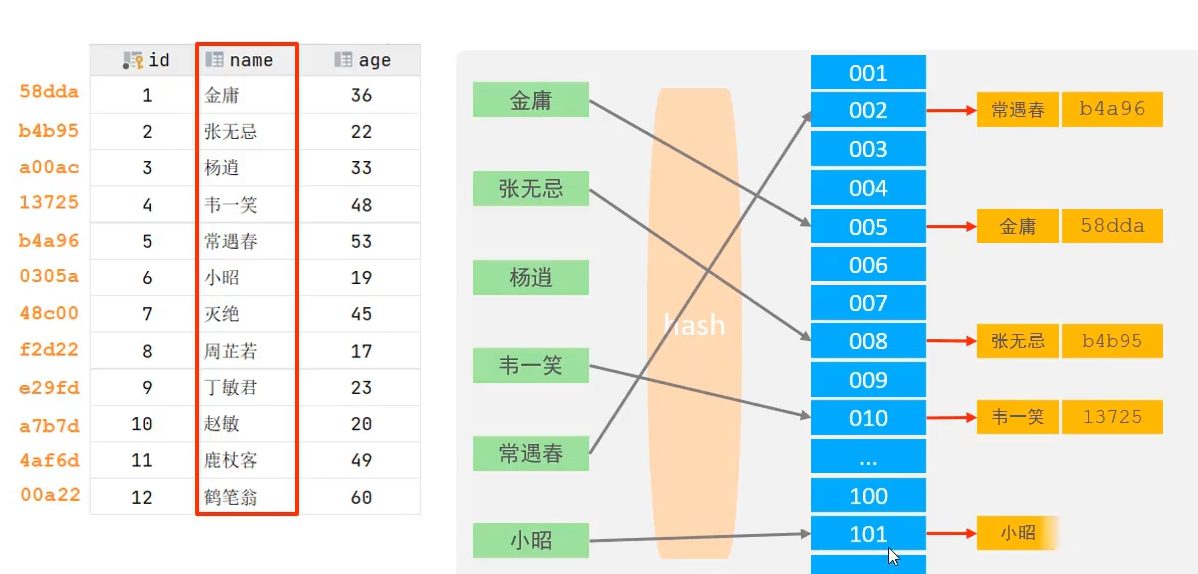 id name age
58dda 1 金庸 36
b4b95 2 张无忌 22
a00ac 3 杨逍 33
13725 4 韦一笑 48
b4a96 5 常遇春 53
0305a 6 小昭 19
48c00 7 灭绝 45
f2d22 8 周芷若 17
e29fd 9 丁敏君 23
a7b7d 10 赵敏 20
4af6d 11 鹿杖客 49
00a22 12 鹤笔翁 60
金庸
张无忌
杨逍
韦一笑
常遇春
小昭
hash
001
002 常遇春 b4a96
003
004
005 金庸 58dda
006
007
008 张无忌 b4b95
009
010 韦一笑 13725
...
100
101 小昭